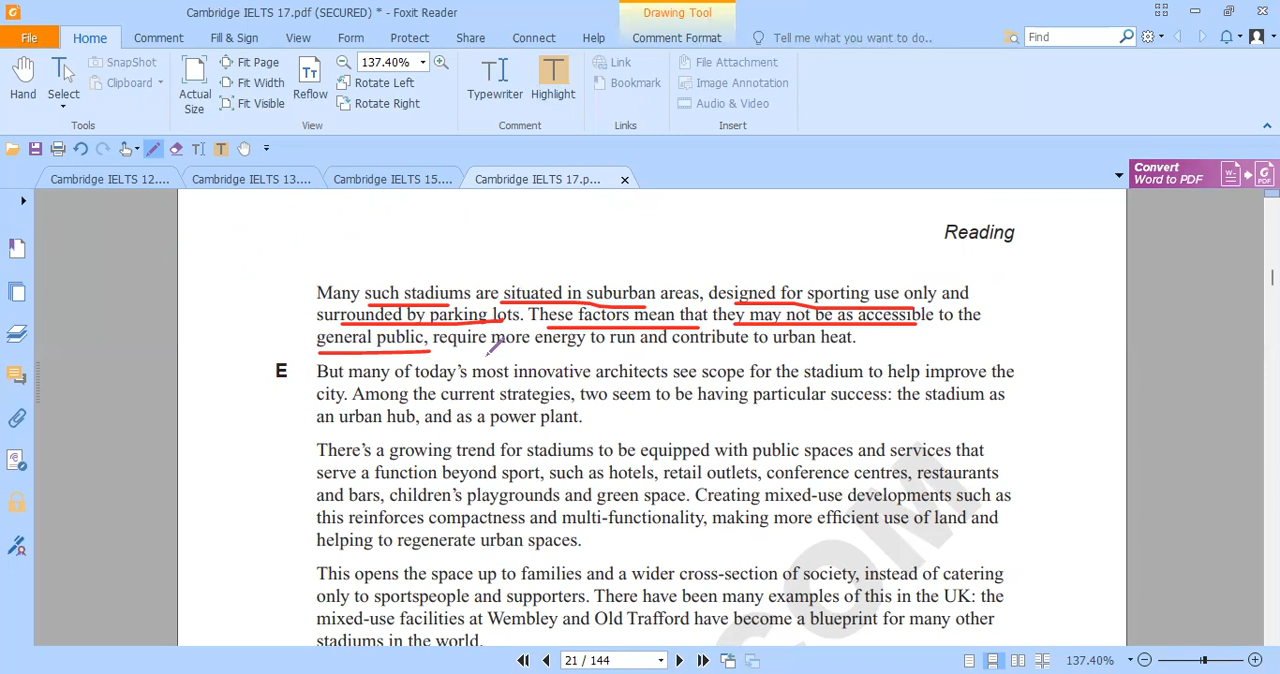 Cambridge IELTS 17.pdf (SECURED) * - Foxit Reader
Drawing Tool
File Home Comment Fill & Sign View Form Protect Share Connect Help Comment Format Tell me what you want to do.. Find
SnapShot Fit Page 137.40% Link File Attachment
Clipboard Fit Width Rotate Left Bookmark Image Annotation
Hand Select Actual Size Fit Visible Reflow Rotate Right Typewriter Highlight Audio & Video
Tools View Comment Links Insert
Convert
Word to PDF
Cambridge IELTS 12.... Cambridge IELTS 13.... Cambridge IELTS 15.... Cambridge IELTS 17.p...
Reading
Many such stadiums are situated in suburban areas, designed for sporting use only and
surrounded by parking lots. These factors mean that they may not be as accessible to the
general public, require more energy to run and contribute to urban heat.
E But many of today's most innovative architects see scope for the stadium to help improve the
city. Among the current strategies, two seem to be having particular success: the stadium as
an urban hub, and as a power plant.
There's a growing trend for stadiums to be equipped with public spaces and services that
serve a function beyond sport, such as hotels, retail outlets, conference centres, restaurants
and bars, children's playgrounds and green space. Creating mixed-use developments such as
this reinforces compactness and multi-functionality, making more efficient use of land and
helping to regenerate urban spaces.
This opens the space up to families and a wider cross-section of society, instead of catering
only to sportspeople and supporters. There have been many examples of this in the UK: the
mixed-use facilities at Wembley and Old Trafford have become a blueprint for many other
stadiums in the world.
.COM
21 / 144 137.40%